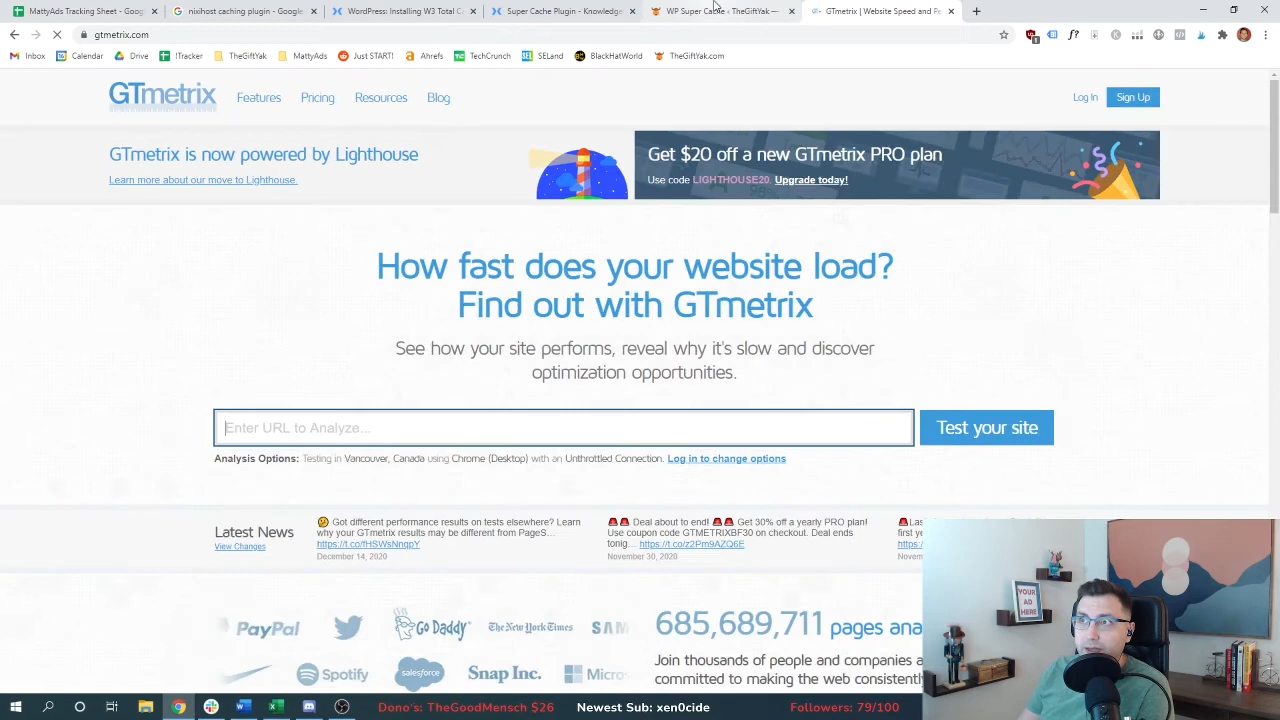 MattyAds Tracking Sheet - Goog
nixihost caching plugin - Google
WordPress: Installing W3 Total Ca
Super Cache Plugin - Knowledge
WP Super Cache ‹ TheGiftYak —
GTmetrix | Website Speed and Pe
gtmetrix.com
Inbox
Calendar
Drive
!Tracker
TheGiftYak
MattyAds
Just START!
Ahrefs
TechCrunch
SELand
BlackHatWorld
TheGiftYak.com
GTmetrix
Features
Pricing
Resources
Blog
Log In
Sign Up
GTmetrix is now powered by Lighthouse
Learn more about our move to Lighthouse.
Get $20 off a new GTmetrix PRO plan
Use code LIGHTHOUSE20. Upgrade today!
How fast does your website load?
Find out with GTmetrix
See how your site performs, reveal why it's slow and discover
optimization opportunities.
Enter URL to Analyze...
Test your site
Analysis Options: Testing in Vancouver, Canada using Chrome (Desktop) with an Unthrottled Connection. Log in to change options
Latest News
View Changes
Got different performance results on tests elsewhere? Learn
why your GTmetrix results may be different from PageS…
https://t.co/fHSWsNnqpY
December 14, 2020
Deal about to end! Get 30% off a yearly PRO plan!
Use coupon code GTMETRIXBF30 on checkout. Deal ends
tonig… https://t.co/z2Pm9AZQ6E
November 30, 2020
Las
first ye
https:
Novem
PayPal
Go Daddy
The New York Times
SAM
Spotify
salesforce
Snap Inc.
Micros
685,689,711 pages ana
Join thousands of people and companies a
committed to making the web consistently
YOUR
AD
HERE
Dono's: TheGoodMensch $26
Newest Sub: xen0cide
Followers: 79/100